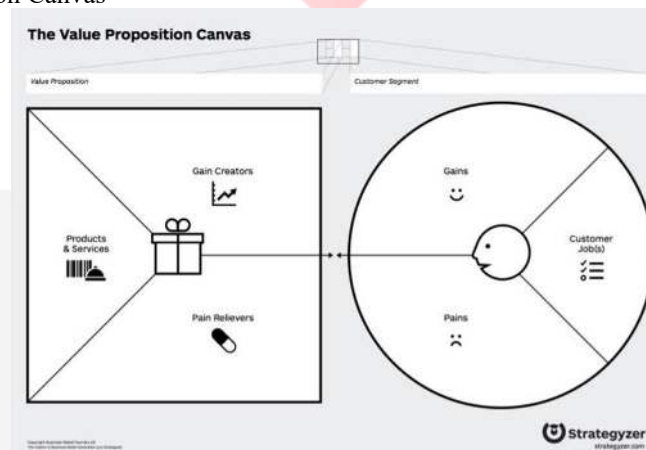 on Canvas
The Value Proposition Canvas
Value Proposition
Customer Segment
Gain Creators
Gains
Products
& Services
Customer
Job(s)
Pain Relievers
Pains
Strategyzer
strategyzer.com